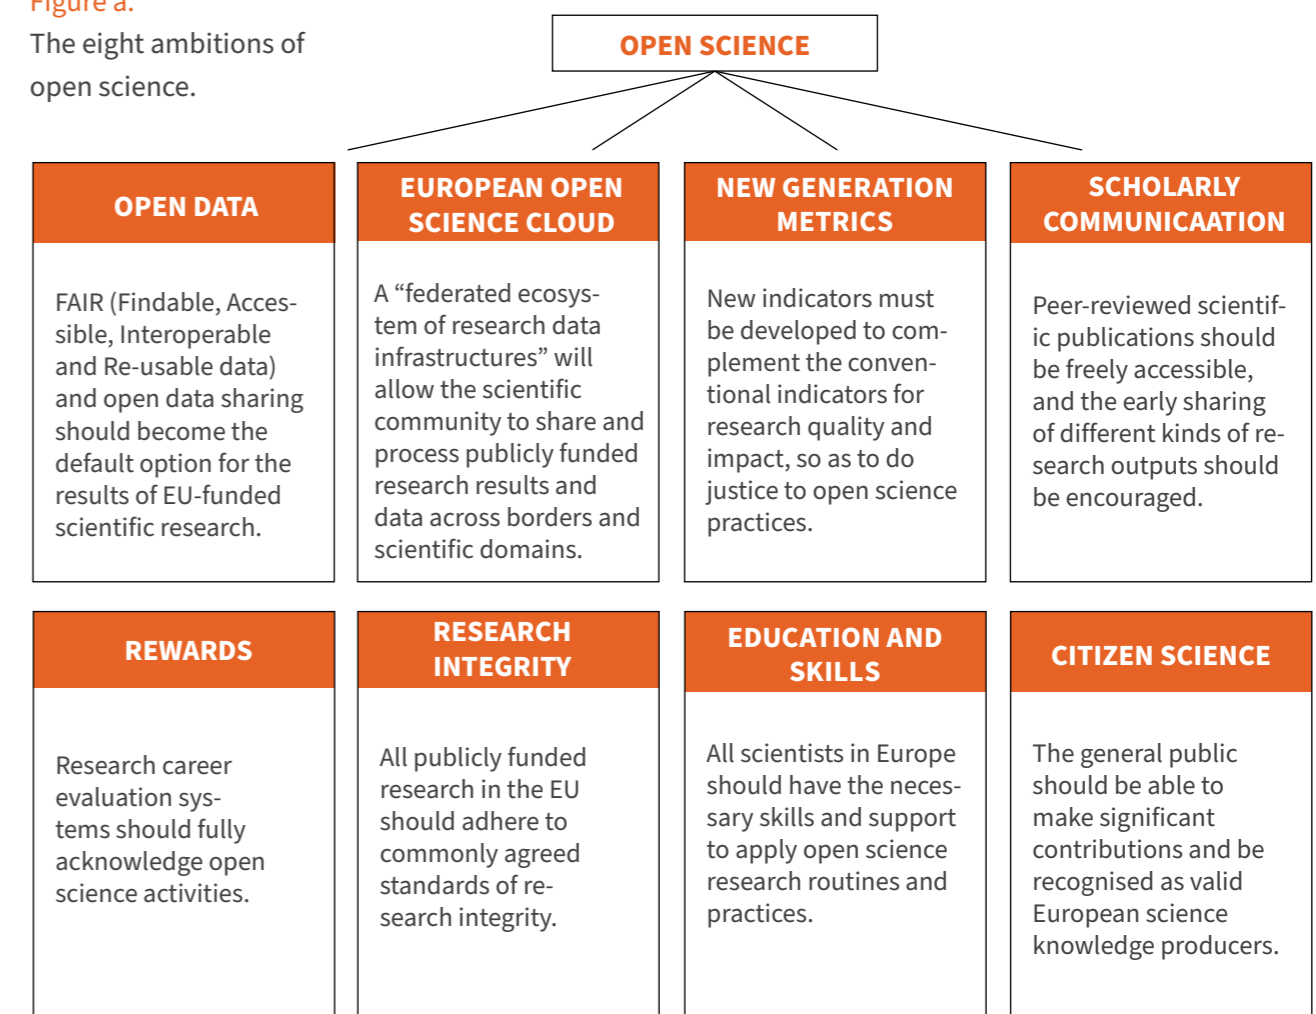 Figure a.
The eight ambitions of
open science.
OPEN SCIENCE
OPEN DATA
FAIR (Findable, Acces-
sible, Interoperable
and Re-usable data)
and open data sharing
should become the
default option for the
results of EU-funded
scientific research.
EUROPEAN OPEN
SCIENCE CLOUD
A “federated ecosys-
tem of research data
infrastructures” will
allow the scientific
community to share and
process publicly funded
research results and
data across borders and
scientific domains.
NEW GENERATION
METRICS
New indicators must
be developed to com-
plement the conven-
tional indicators for
research quality and
impact, so as to do
justice to open science
practices.
SCHOLARLY
COMMUNICAATION
Peer-reviewed scientif-
ic publications should
be freely accessible,
and the early sharing
of different kinds of re-
search outputs should
be encouraged.
REWARDS
Research career
evaluation sys-
tems should fully
acknowledge open
science activities.
RESEARCH
INTEGRITY
All publicly funded
research in the EU
should adhere to
commonly agreed
standards of re-
search integrity.
EDUCATION AND
SKILLS
All scientists in Europe
should have the neces-
sary skills and support
to apply open science
research routines and
practices.
CITIZEN SCIENCE
The general public
should be able to
make significant
contributions and be
recognised as valid
European science
knowledge producers.